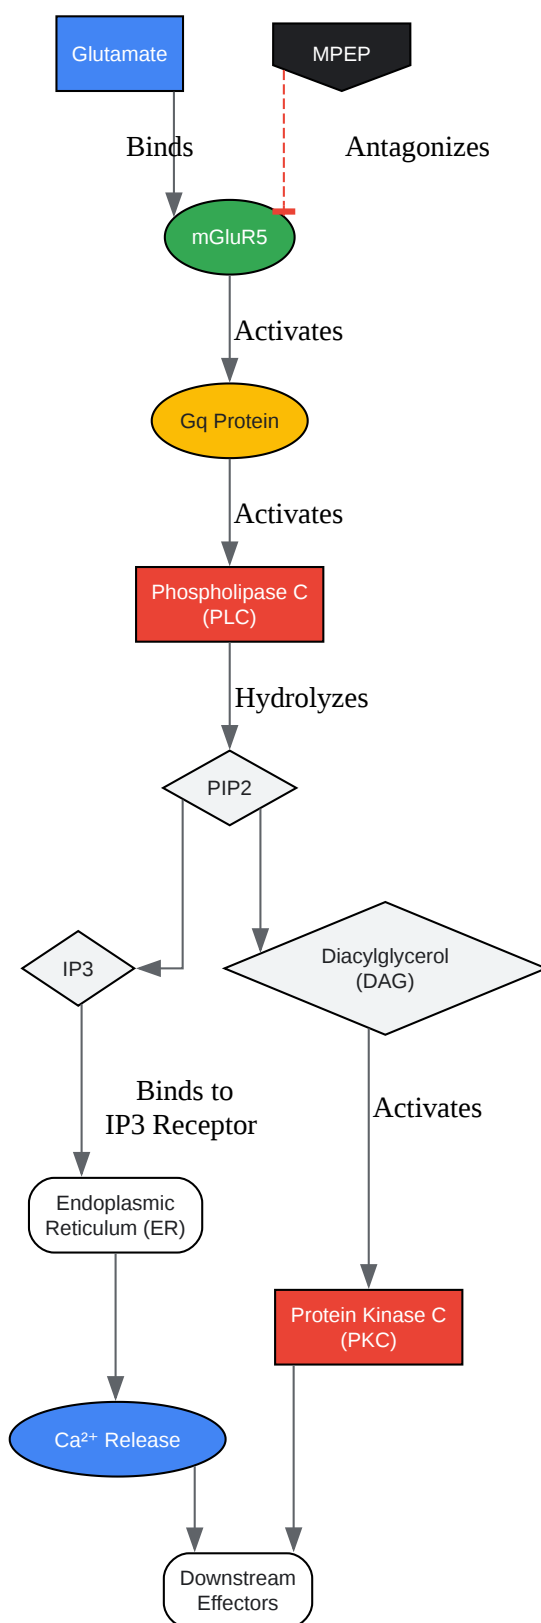 Glutamate
MPEP
Binds
Antagonizes
mGluR5
Activates
Gq Protein
Activates
Phospholipase C
(PLC)
Hydrolyzes
PIP2
IP3
Diacylglycerol
(DAG)
Binds to
IP3 Receptor
Activates
Endoplasmic
Reticulum (ER)
Protein Kinase C
(PKC)
Ca²⁺ Release
Downstream
Effectors